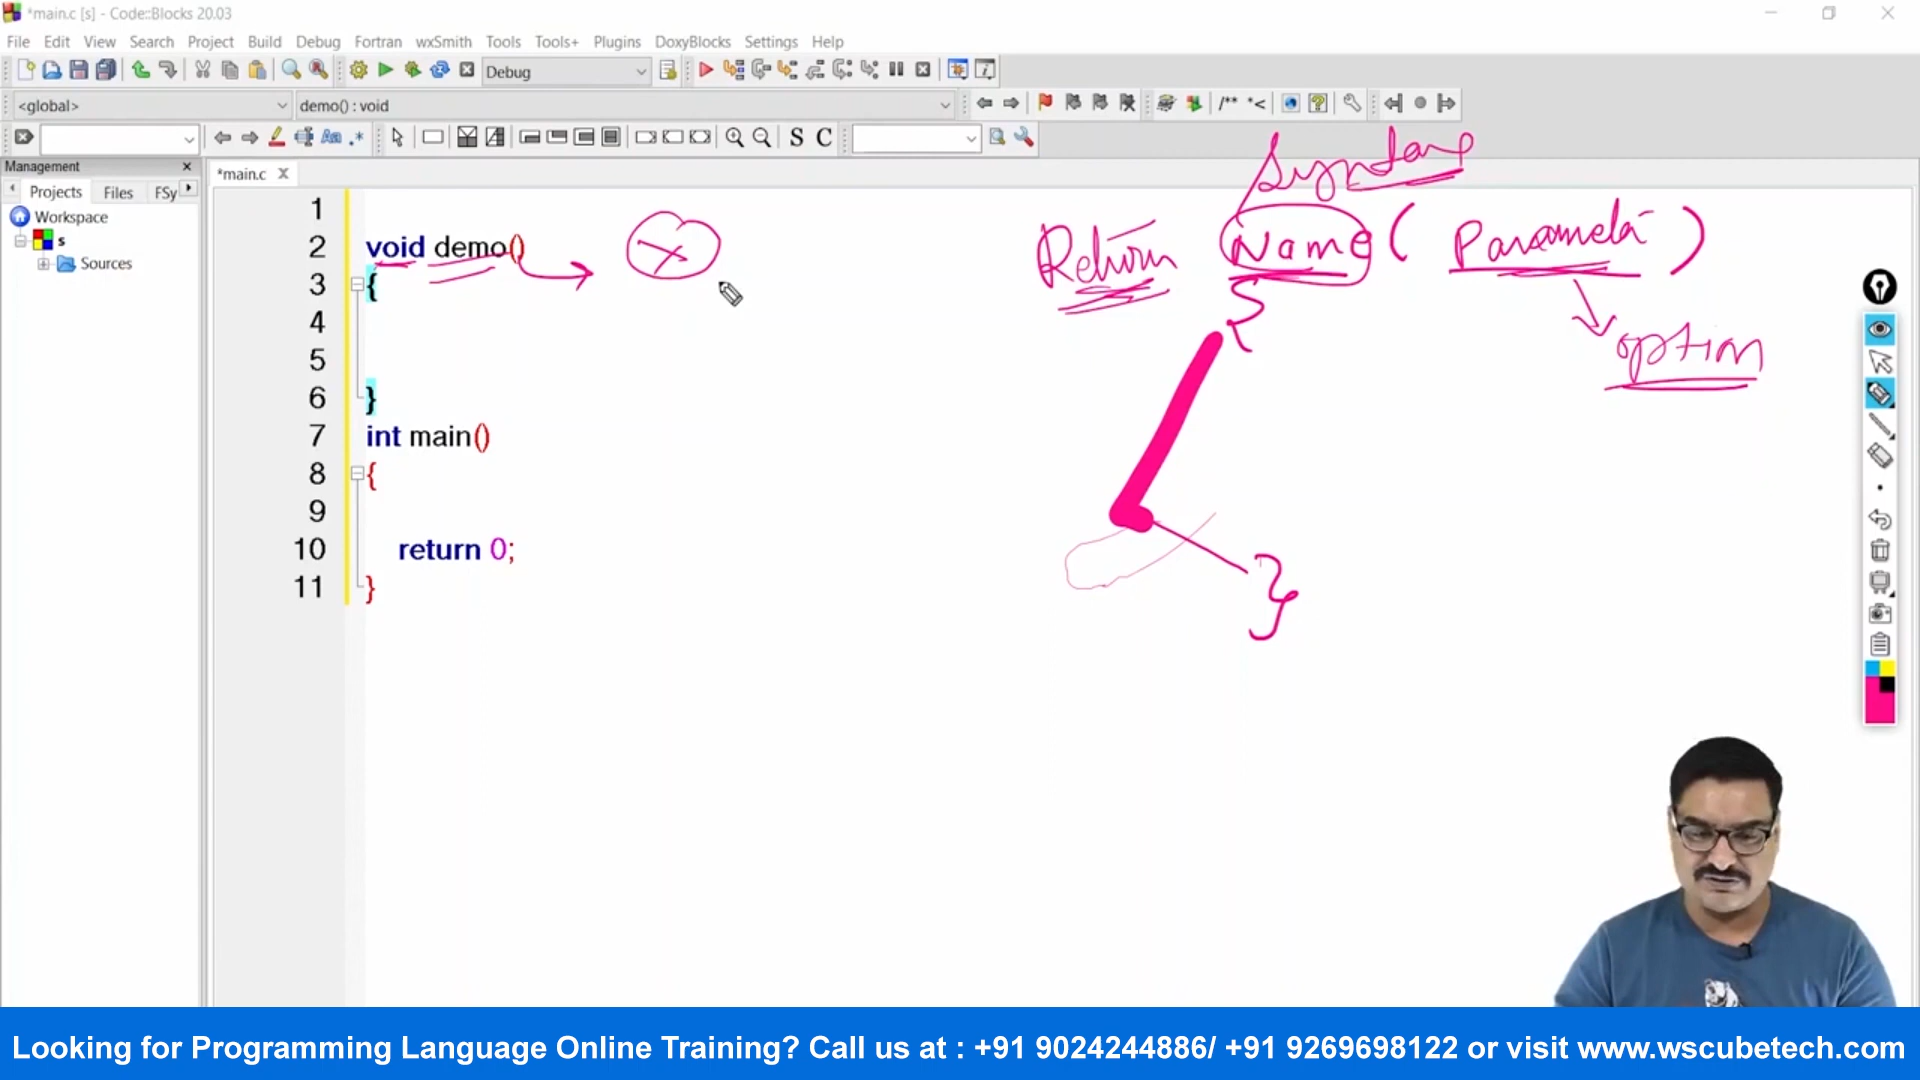 *main.c [s] - Code::Blocks 20.03
File Edit View Search Project Build Debug Fortran wxSmith Tools Tools+ Plugins DoxyBlocks Settings Help
Debug
<global> demo() : void
/** *<
Aa .* S C
Management
Projects Files FSy
*main.c
Workspace
s
Sources
1
2 void demo()
3 {
4
5
6 }
7 int main()
8 {
9
10 return 0;
11 }
Syntax
Return Name ( Parameter )
{
option
}
Looking for Programming Language Online Training? Call us at : +91 9024244886/ +91 9269698122 or visit www.wscubetech.com